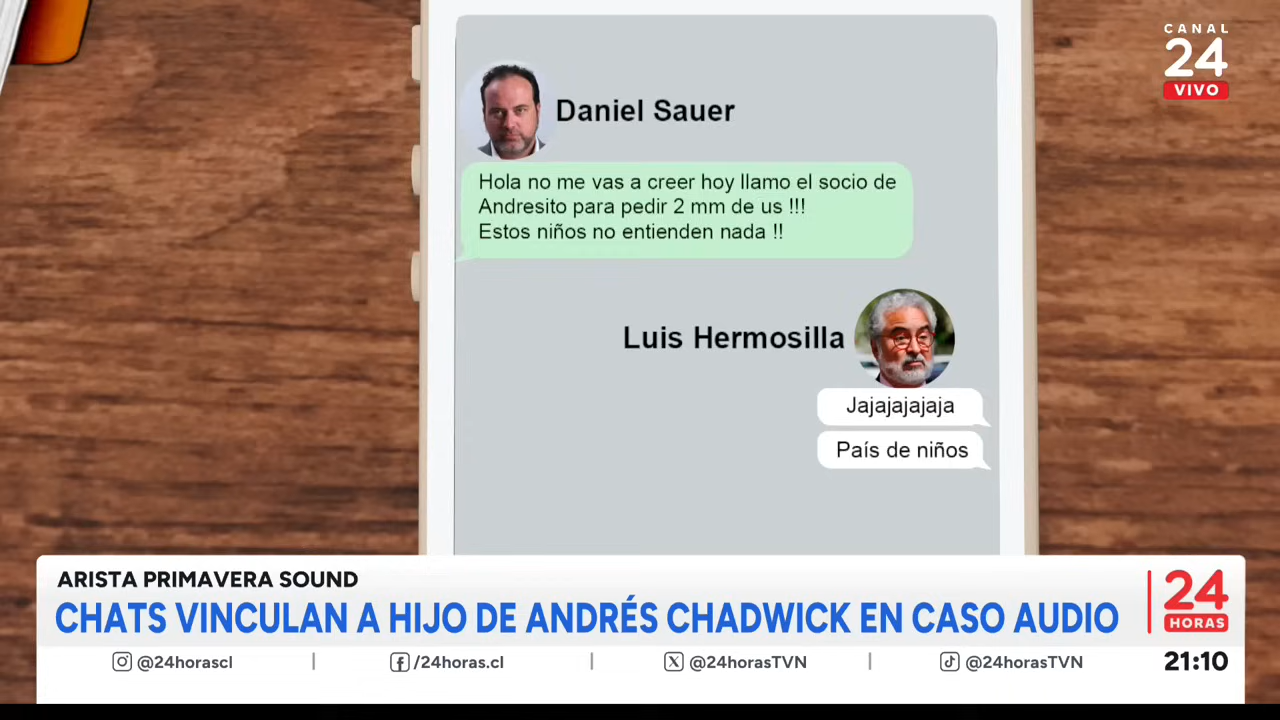 CANAL
24
VIVO
Daniel Sauer
Hola no me vas a creer hoy llamo el socio de
Andresito para pedir 2 mm de us !!!
Estos niños no entienden nada !!
Luis Hermosilla
Jajajajajaja
País de niños
ARISTA PRIMAVERA SOUND
CHATS VINCULAN A HIJO DE ANDRÉS CHADWICK EN CASO AUDIO
24
HORAS
@24horascl | /24horas.cl | @24horasTVN | @24horasTVN
21:10